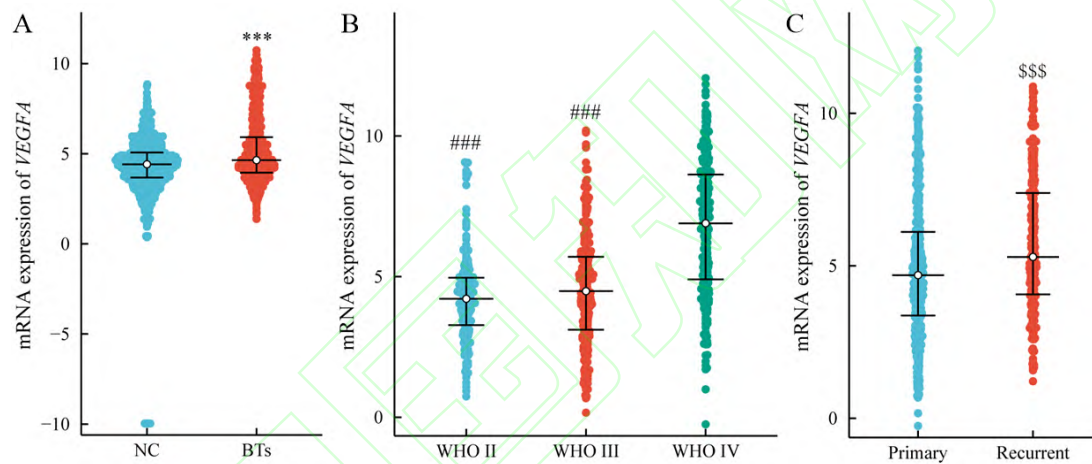 A
mRNA expression of VEGFA
10
5
0
−5
−10
***
NC
BTs
B
mRNA expression of VEGFA
10
5
0
###
###
WHO II
WHO III
WHO IV
C
mRNA expression of VEGFA
10
5
0
$$$
Primary
Recurrent